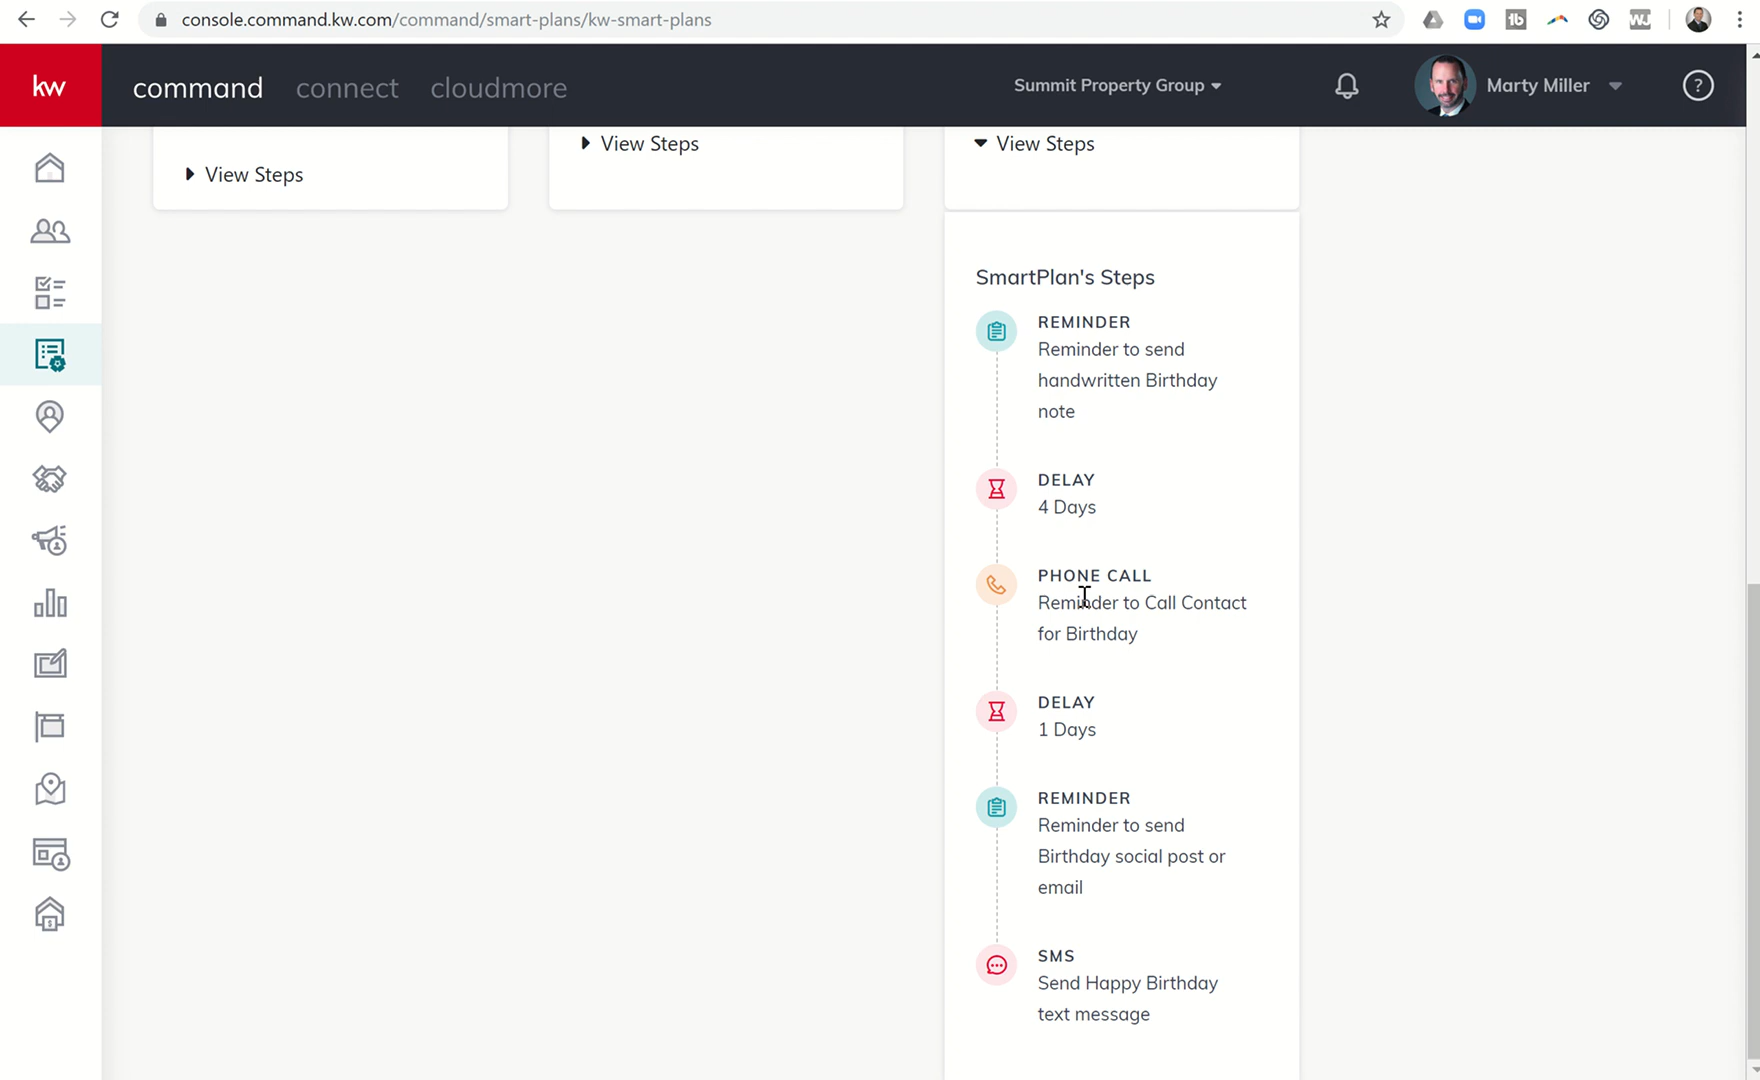 console.command.kw.com/command/smart-plans/kw-smart-plans
kw
command
connect
cloudmore
Summit Property Group
Marty Miller
?
View Steps
View Steps
View Steps
SmartPlan's Steps
REMINDER
Reminder to send
handwritten Birthday
note
DELAY
4 Days
PHONE CALL
Reminder to Call Contact
for Birthday
DELAY
1 Days
REMINDER
Reminder to send
Birthday social post or
email
SMS
Send Happy Birthday
text message